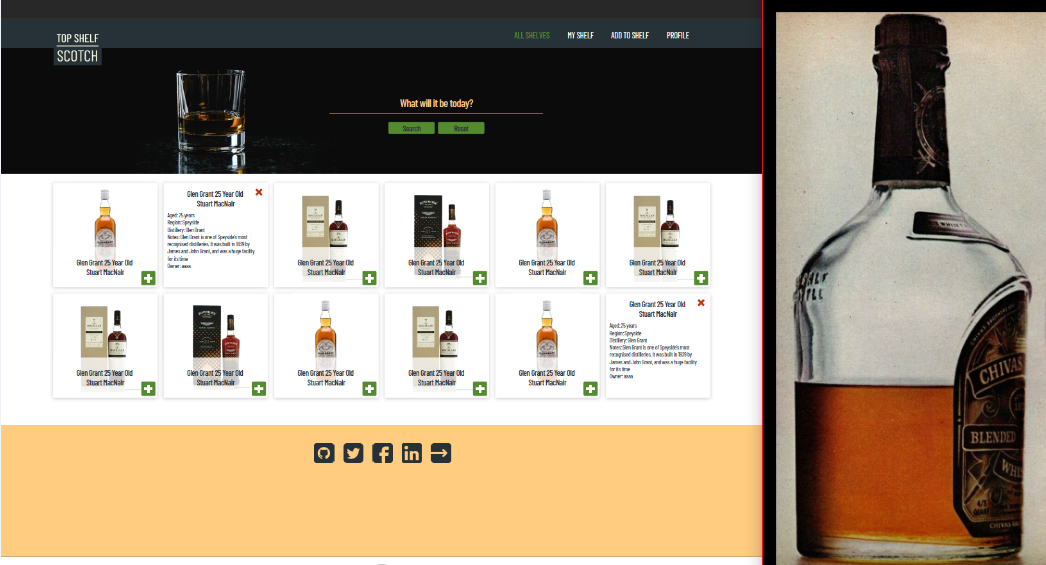 TOP SHELF
SCOTCH
ALL SHELVES
MY SHELF
ADD TO SHELF
PROFILE
What will it be today?
Search
Reset
Glen Grant 25 Year Old
Stuart MacNair
Glen Grant 25 Year Old
Stuart MacNair
Aged: 25 years
Region: Speyside
Distillery: Glen Grant
Notes: Glen Grant is one of Speyside's most
recognised distilleries. It was built in 1839 by
James and John Grant, and was a huge facility
for its time
Owner: aaaa
Glen Grant 25 Year Old
Stuart MacNair
Glen Grant 25 Year Old
Stuart MacNair
Glen Grant 25 Year Old
Stuart MacNair
Glen Grant 25 Year Old
Stuart MacNair
Glen Grant 25 Year Old
Stuart MacNair
Glen Grant 25 Year Old
Stuart MacNair
Glen Grant 25 Year Old
Stuart MacNair
Glen Grant 25 Year Old
Stuart MacNair
Glen Grant 25 Year Old
Stuart MacNair
Glen Grant 25 Year Old
Stuart MacNair
Aged: 25 years
Region: Speyside
Distillery: Glen Grant
Notes: Glen Grant is one of Speyside's most
recognised distilleries. It was built in 1839 by
James and John Grant, and was a huge facility
for its time
Owner: aaaa
CHIVAS
BLENDED
WHIS